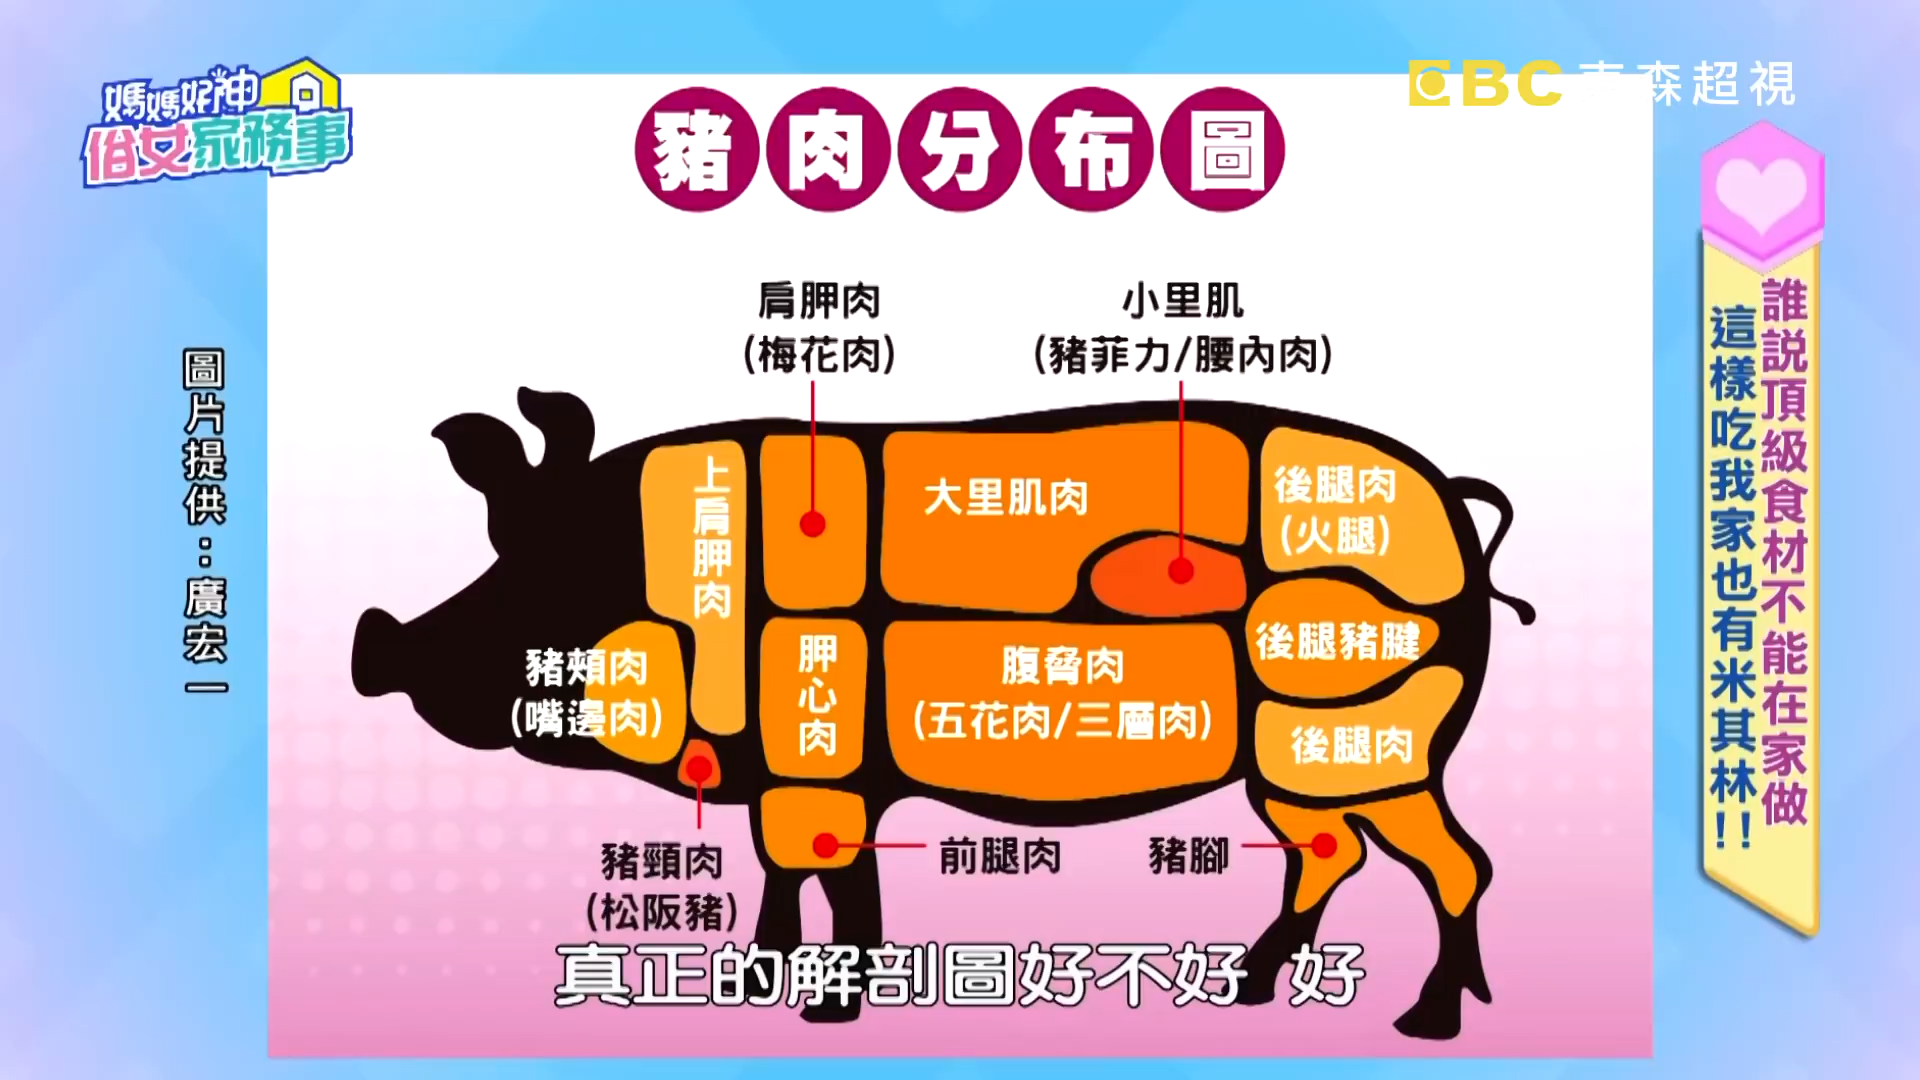 媽媽好神
俗女家務事
EBC 東森超視
豬肉分布圖
誰説頂級食材不能在家做
這樣吃我家也有米其林!!
圖片提供：廣宏一
肩胛肉
(梅花肉)
小里肌
(豬菲力/腰內肉)
上肩胛肉
大里肌肉
後腿肉
(火腿)
豬頰肉
(嘴邊肉)
胛心肉
腹脅肉
(五花肉/三層肉)
後腿豬腱
後腿肉
豬頸肉
(松阪豬)
前腿肉
豬腳
真正的解剖圖好不好 好